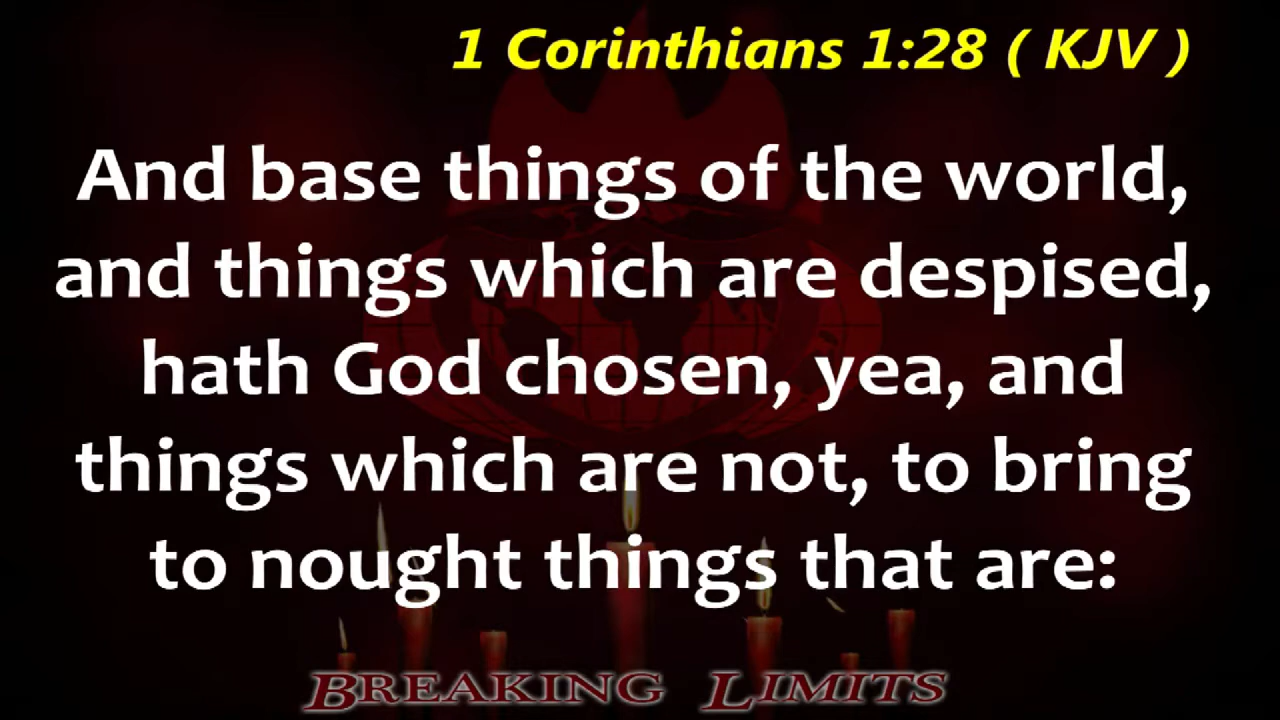 1 Corinthians 1:28 ( KJV )
And base things of the world,
and things which are despised,
hath God chosen, yea, and
things which are not, to bring
to nought things that are:
BREAKING LIMITS